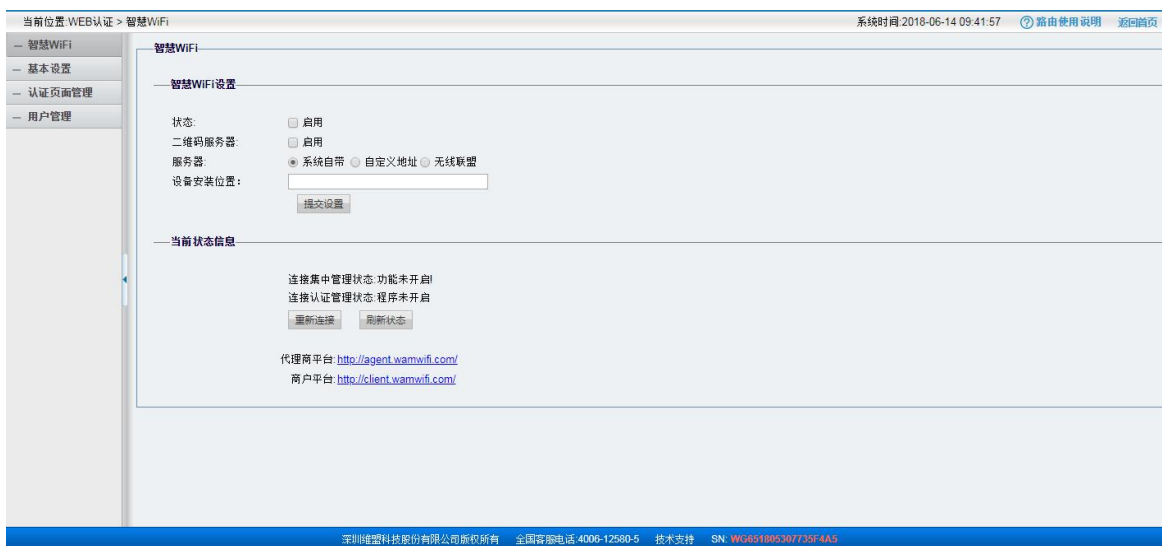 当前位置:WEB认证 > 智慧WiFi 系统时间:2018-06-14 09:41:57 路由使用说明 返回首页
智慧WiFi
基本设置
认证页面管理
用户管理
智慧WiFi
智慧WiFi设置
状态: 启用
二维码服务器: 启用
服务器: 系统自带 自定义地址 无线联盟
设备安装位置:
提交设置
当前状态信息
连接集中管理状态:功能未开启!
连接认证管理状态:程序未开启
重新连接 刷新状态
代理商平台:http://agent.wamwifi.com/
商户平台:http://client.wamwifi.com/
深圳维盟科技股份有限公司版权所有 全国客服电话:4006-12580-5 技术支持 SN: WG651805307735F4A5